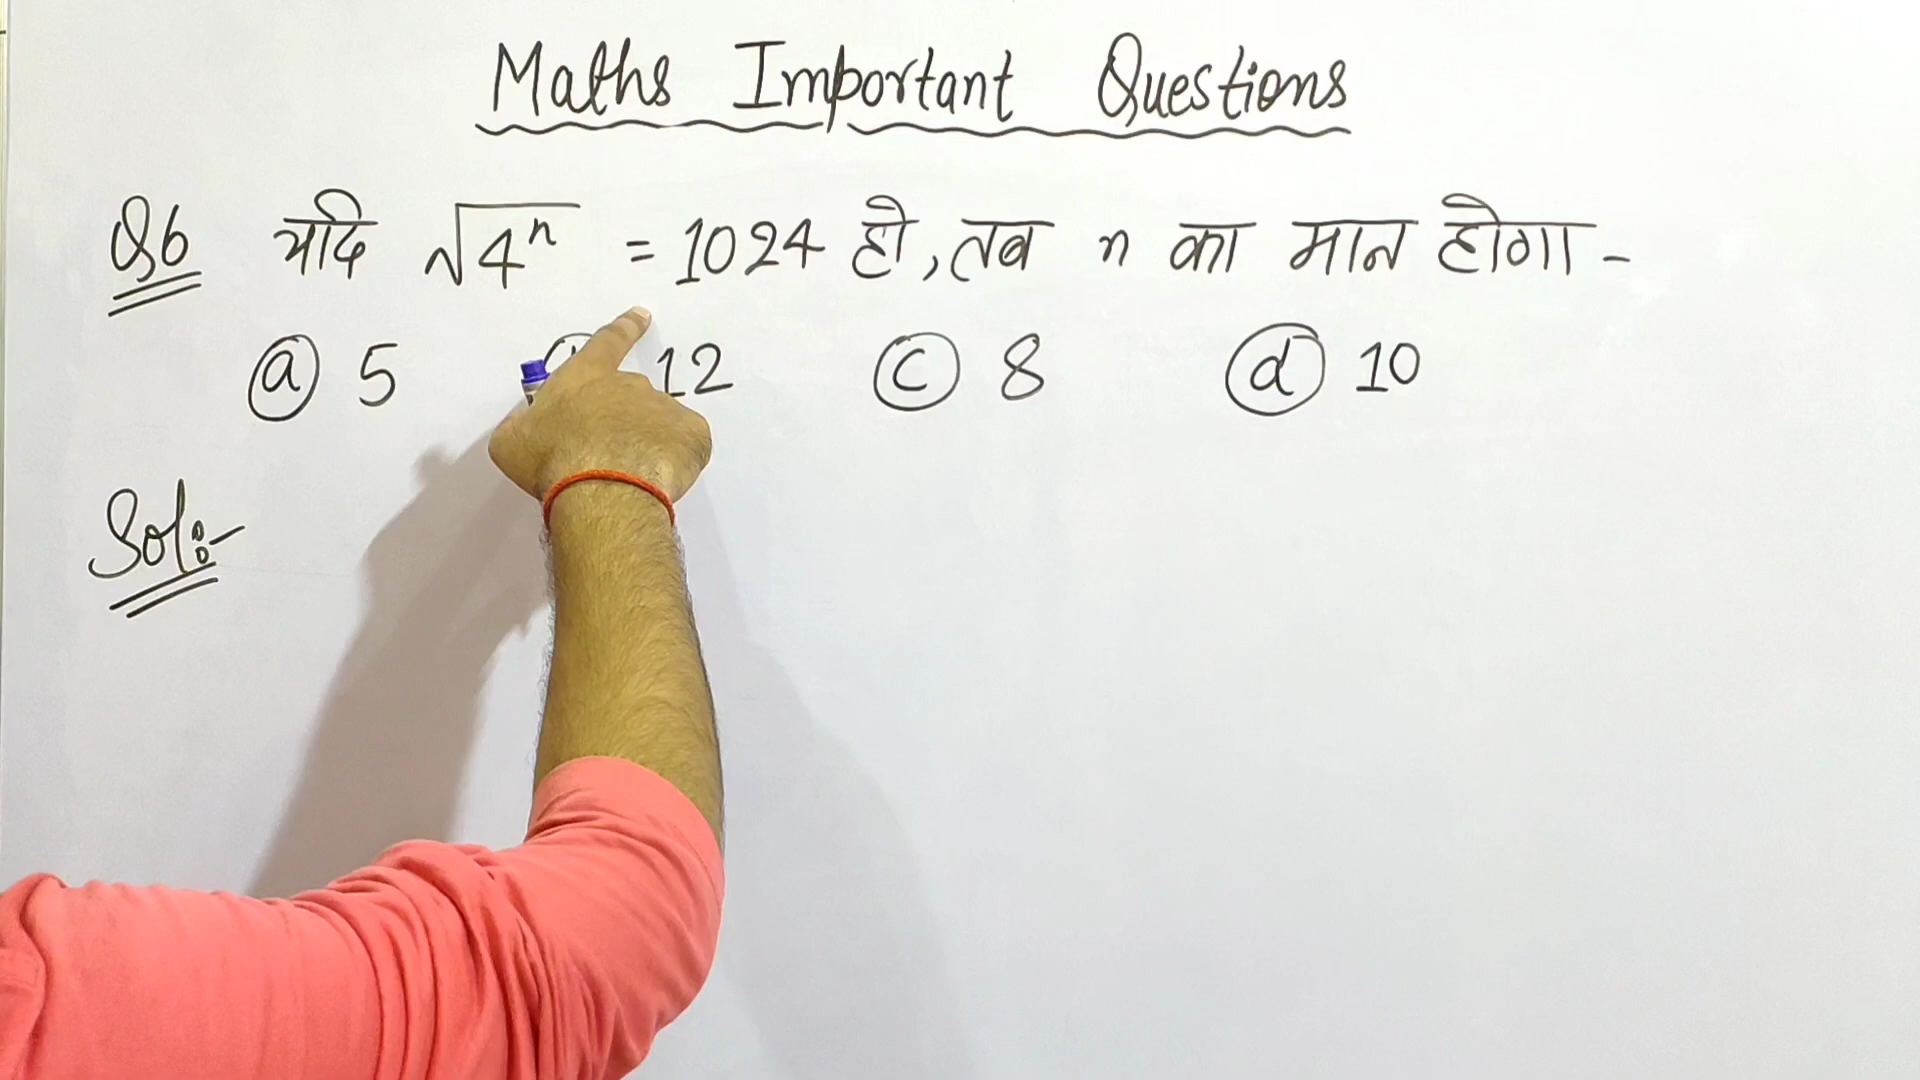 Maths Important Questions
Q6 यदि √4ⁿ = 1024 हो, तब n का मान होगा -
ⓐ 5 12 ⓒ 8 ⓓ 10
Sol:-